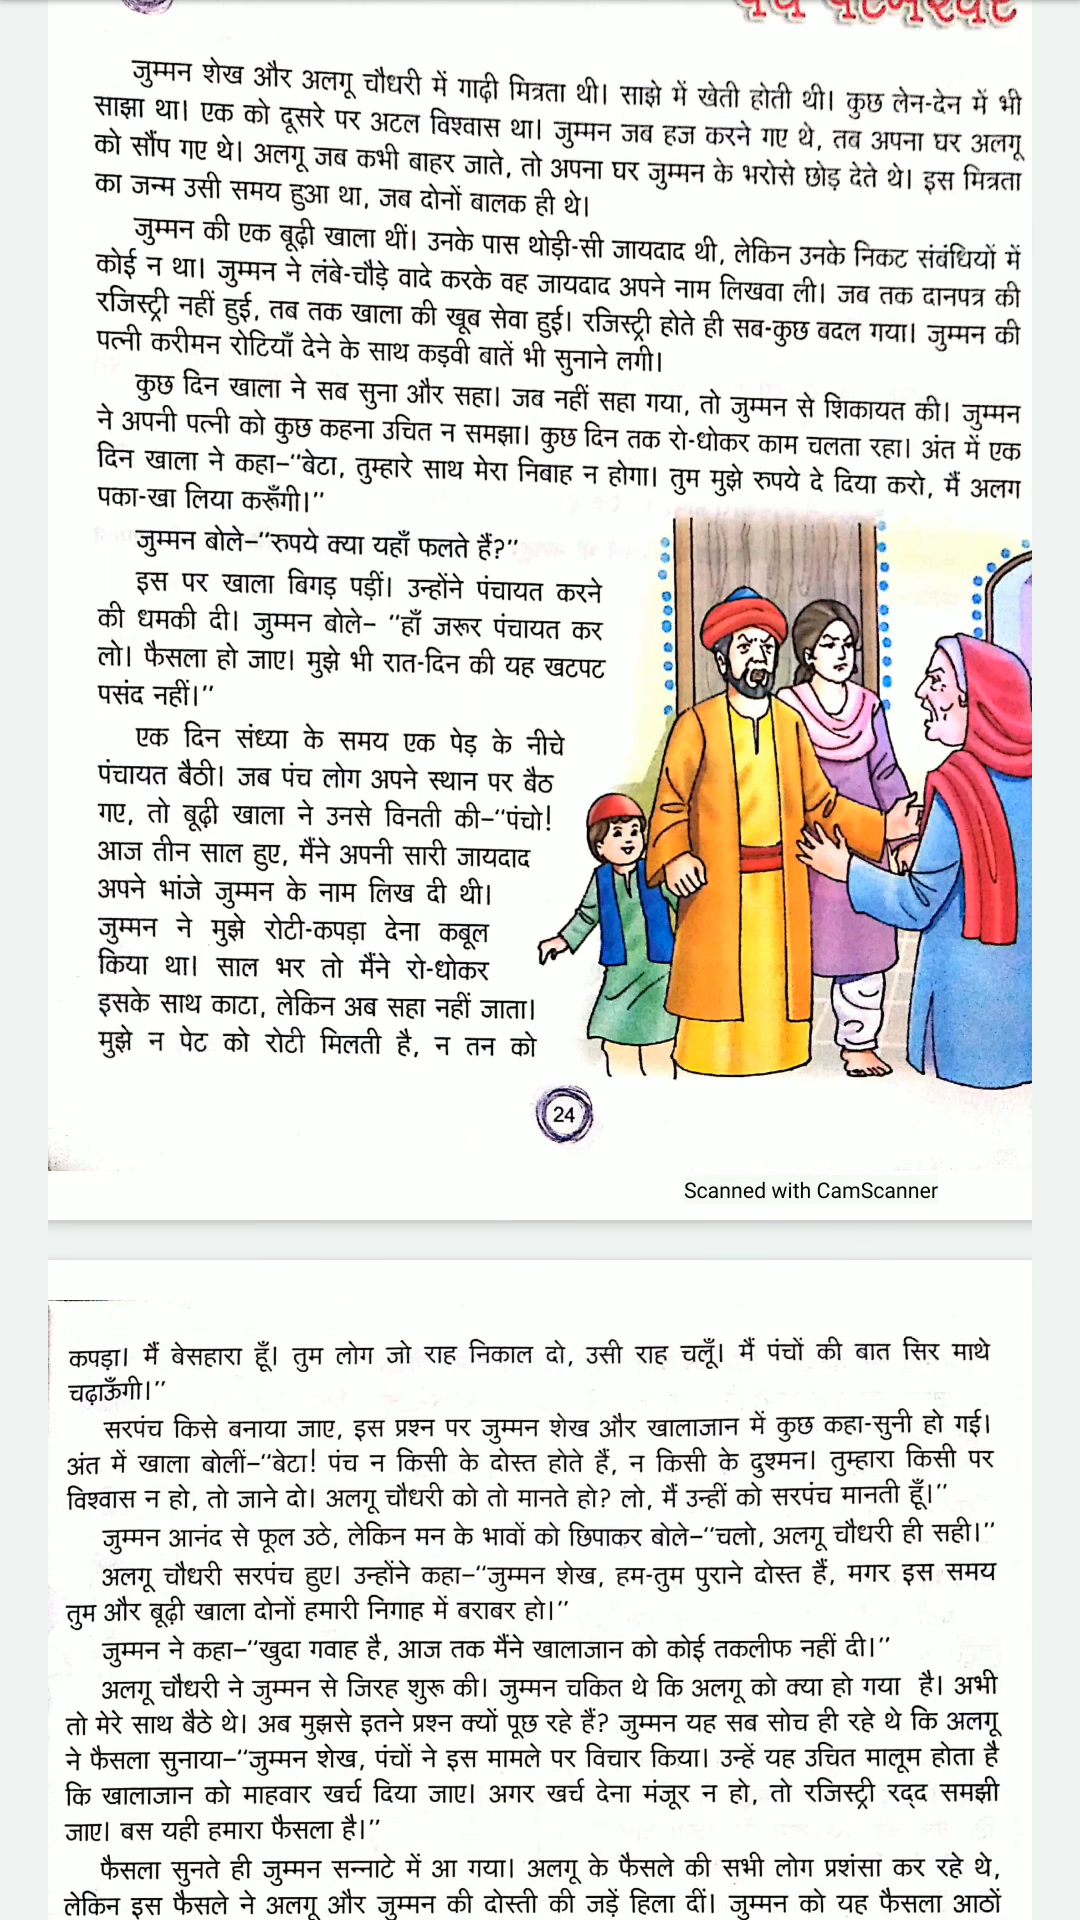 पंच परमेश्वर
जुम्मन शेख और अलगू चौधरी में गाढ़ी मित्रता थी। साझे में खेती होती थी। कुछ लेन-देन में भी
साझा था। एक को दूसरे पर अटल विश्वास था। जुम्मन जब हज करने गए थे, तब अपना घर अलगू
को सौंप गए थे। अलगू जब कभी बाहर जाते, तो अपना घर जुम्मन के भरोसे छोड़ देते थे। इस मित्रता
का जन्म उसी समय हुआ था, जब दोनों बालक ही थे।
जुम्मन की एक बूढ़ी खाला थीं। उनके पास थोड़ी-सी जायदाद थी, लेकिन उनके निकट संबंधियों में
कोई न था। जुम्मन ने लंबे-चौड़े वादे करके वह जायदाद अपने नाम लिखवा ली। जब तक दानपत्र की
रजिस्ट्री नहीं हुई, तब तक खाला की खूब सेवा हुई। रजिस्ट्री होते ही सब-कुछ बदल गया। जुम्मन की
पत्नी करीमन रोटियाँ देने के साथ कड़वी बातें भी सुनाने लगी।
कुछ दिन खाला ने सब सुना और सहा। जब नहीं सहा गया, तो जुम्मन से शिकायत की। जुम्मन
ने अपनी पत्नी को कुछ कहना उचित न समझा। कुछ दिन तक रो-धोकर काम चलता रहा। अंत में एक
दिन खाला ने कहा–"बेटा, तुम्हारे साथ मेरा निबाह न होगा। तुम मुझे रुपये दे दिया करो, मैं अलग
पका-खा लिया करूँगी।"
जुम्मन बोले–"रुपये क्या यहाँ फलते हैं?"
इस पर खाला बिगड़ पड़ीं। उन्होंने पंचायत करने
की धमकी दी। जुम्मन बोले– "हाँ जरूर पंचायत कर
लो। फैसला हो जाए। मुझे भी रात-दिन की यह खटपट
पसंद नहीं।"
एक दिन संध्या के समय एक पेड़ के नीचे
पंचायत बैठी। जब पंच लोग अपने स्थान पर बैठ
गए, तो बूढ़ी खाला ने उनसे विनती की–"पंचो!
आज तीन साल हुए, मैंने अपनी सारी जायदाद
अपने भांजे जुम्मन के नाम लिख दी थी।
जुम्मन ने मुझे रोटी-कपड़ा देना कबूल
किया था। साल भर तो मैंने रो-धोकर
इसके साथ काटा, लेकिन अब सहा नहीं जाता।
मुझे न पेट को रोटी मिलती है, न तन को
24
Scanned with CamScanner
कपड़ा। मैं बेसहारा हूँ। तुम लोग जो राह निकाल दो, उसी राह चलूँ। मैं पंचों की बात सिर माथे
चढ़ाऊँगी।"
सरपंच किसे बनाया जाए, इस प्रश्न पर जुम्मन शेख और खालाजान में कुछ कहा-सुनी हो गई।
अंत में खाला बोलीं–"बेटा! पंच न किसी के दोस्त होते हैं, न किसी के दुश्मन। तुम्हारा किसी पर
विश्वास न हो, तो जाने दो। अलगू चौधरी को तो मानते हो? लो, मैं उन्हीं को सरपंच मानती हूँ।"
जुम्मन आनंद से फूल उठे, लेकिन मन के भावों को छिपाकर बोले–"चलो, अलगू चौधरी ही सही।"
अलगू चौधरी सरपंच हुए। उन्होंने कहा–"जुम्मन शेख, हम-तुम पुराने दोस्त हैं, मगर इस समय
तुम और बूढ़ी खाला दोनों हमारी निगाह में बराबर हो।"
जुम्मन ने कहा–"खुदा गवाह है, आज तक मैंने खालाजान को कोई तकलीफ नहीं दी।"
अलगू चौधरी ने जुम्मन से जिरह शुरू की। जुम्मन चकित थे कि अलगू को क्या हो गया है। अभी
तो मेरे साथ बैठे थे। अब मुझसे इतने प्रश्न क्यों पूछ रहे हैं? जुम्मन यह सब सोच ही रहे थे कि अलगू
ने फैसला सुनाया–"जुम्मन शेख, पंचों ने इस मामले पर विचार किया। उन्हें यह उचित मालूम होता है
कि खालाजान को माहवार खर्च दिया जाए। अगर खर्च देना मंजूर न हो, तो रजिस्ट्री रद्द समझी
जाए। बस यही हमारा फैसला है।"
फैसला सुनते ही जुम्मन सन्नाटे में आ गया। अलगू के फैसले की सभी लोग प्रशंसा कर रहे थे,
लेकिन इस फैसले ने अलगू और जुम्मन की दोस्ती की जड़ें हिला दीं। जुम्मन को यह फैसला आठों